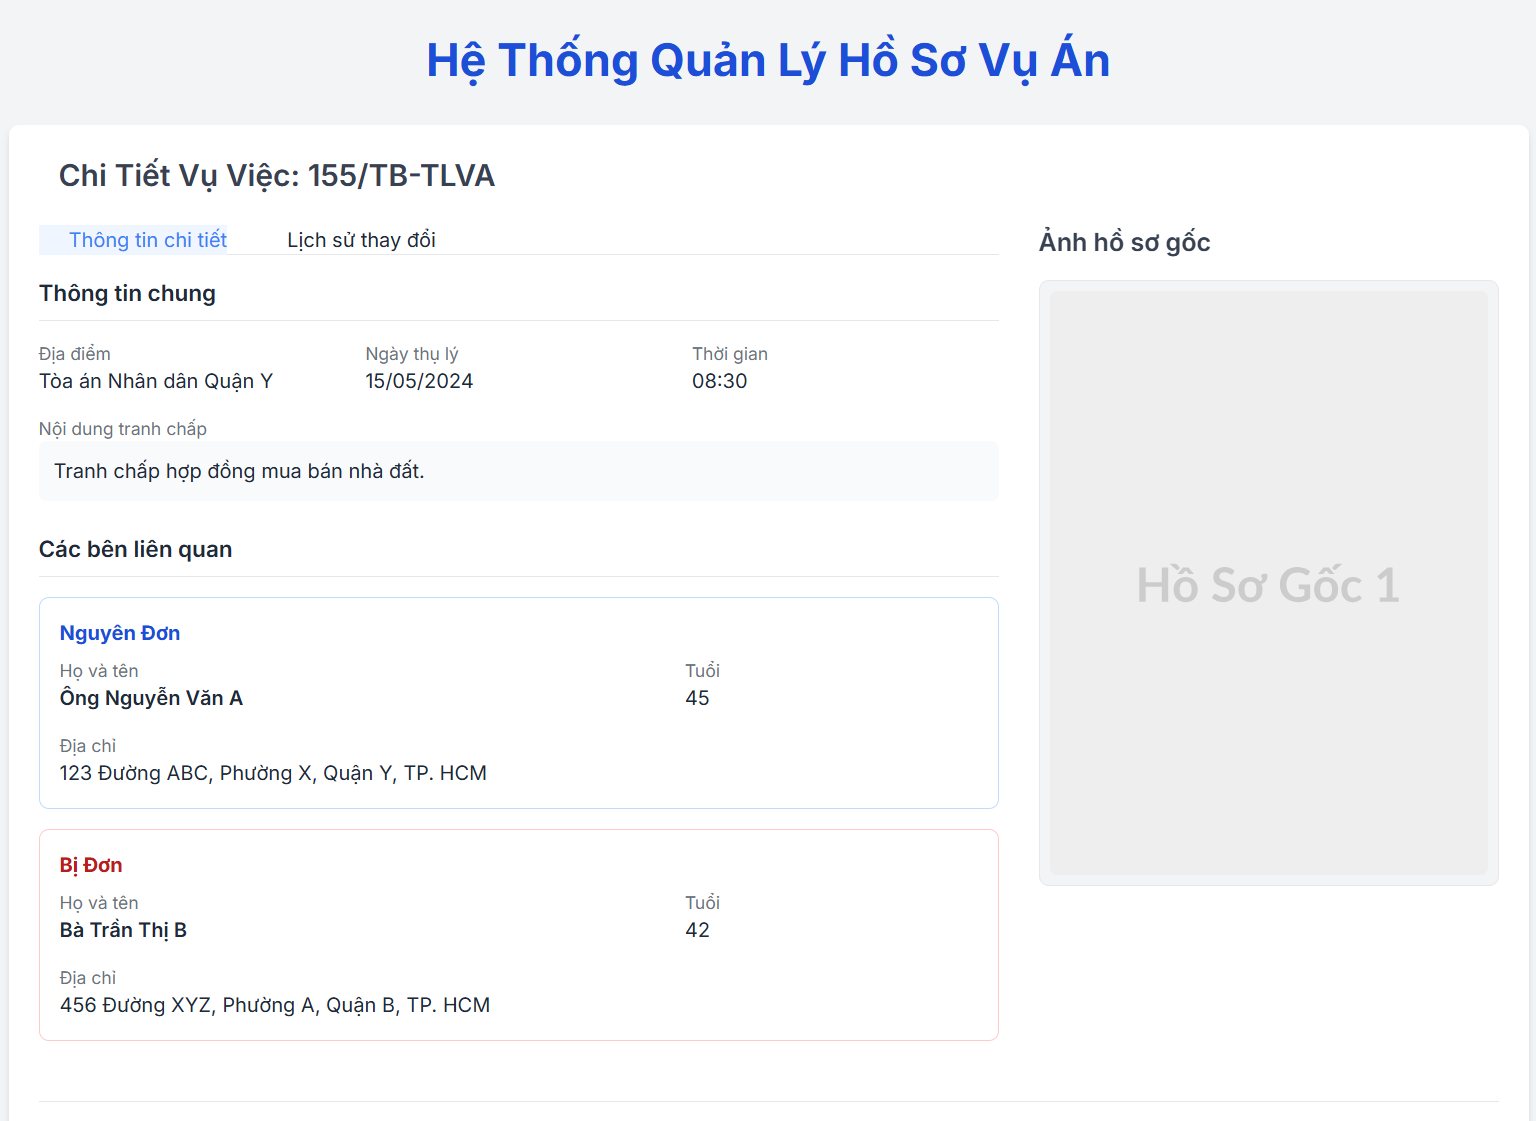 Hệ Thống Quản Lý Hồ Sơ Vụ Án
Chi Tiết Vụ Việc: 155/TB-TLVA
Thông tin chi tiết
Lịch sử thay đổi
Thông tin chung
Địa điểm
Tòa án Nhân dân Quận Y
Ngày thụ lý
15/05/2024
Thời gian
08:30
Nội dung tranh chấp
Tranh chấp hợp đồng mua bán nhà đất.
Các bên liên quan
Nguyên Đơn
Họ và tên
Ông Nguyễn Văn A
Tuổi
45
Địa chỉ
123 Đường ABC, Phường X, Quận Y, TP. HCM
Bị Đơn
Họ và tên
Bà Trần Thị B
Tuổi
42
Địa chỉ
456 Đường XYZ, Phường A, Quận B, TP. HCM
Ảnh hồ sơ gốc
Hồ Sơ Gốc 1